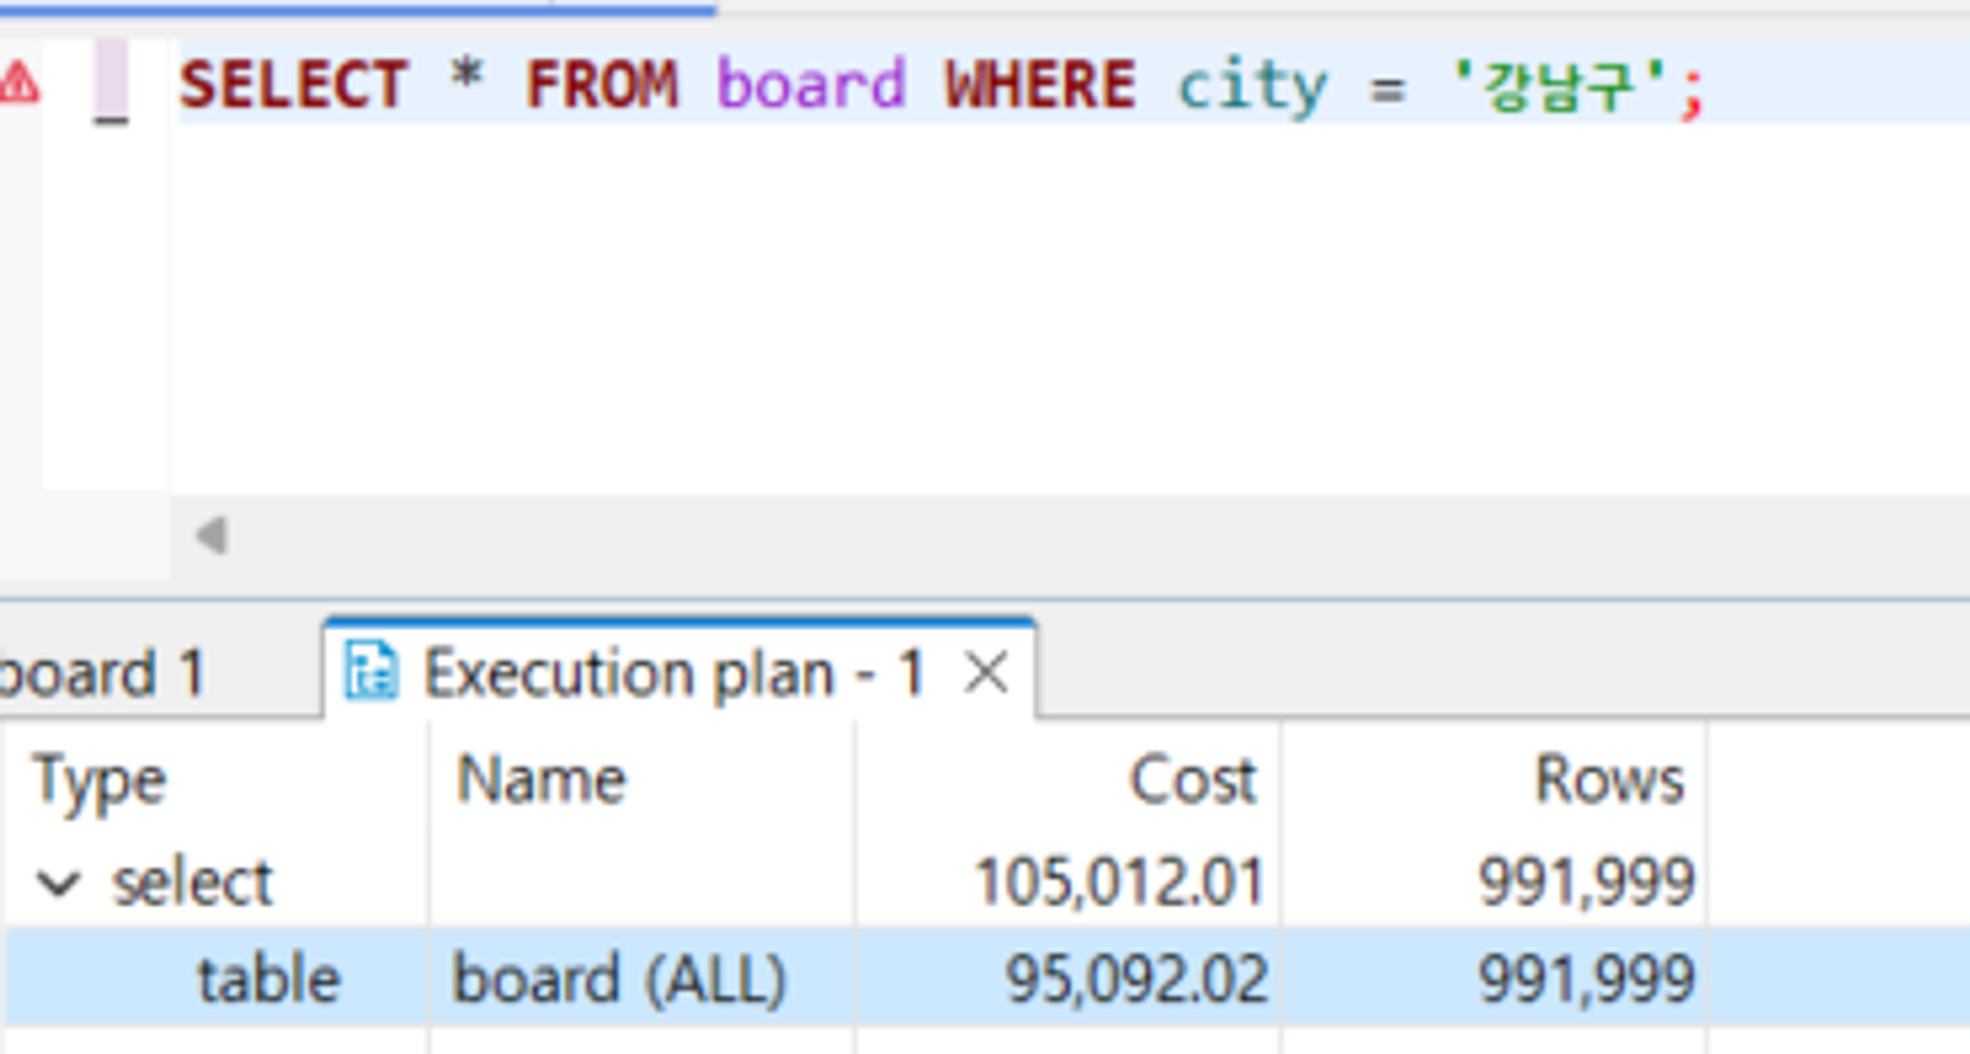 SELECT * FROM board WHERE city = '강남구';
board 1 Execution plan - 1
Type Name Cost Rows
select 105,012.01 991,999
table board (ALL) 95,092.02 991,999